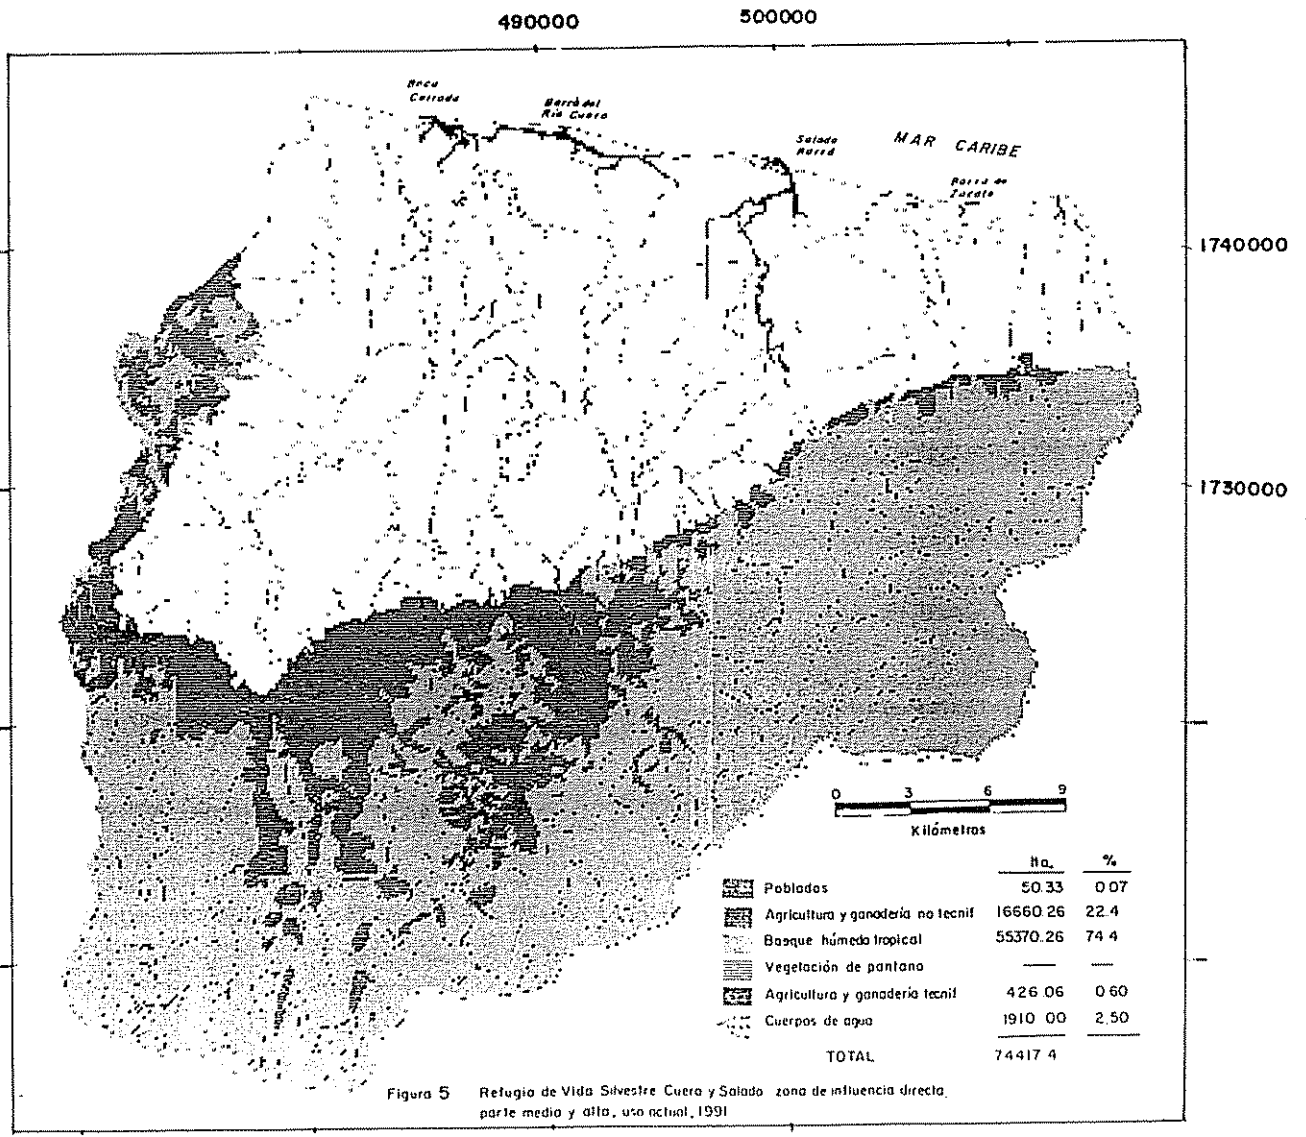 490000 500000
Boca
Cerrada
Barra del
Río Cuero
Salado
Barra
MAR CARIBE
Barra de
Zacate
1740000
1730000
0 3 6 9
Kilómetros
Ha. %
Poblados 50.33 0.07
Agricultura y ganadería no tecnif 16660.26 22.4
Bosque húmedo tropical 55370.26 74.4
Vegetación de pantano — —
Agricultura y ganadería tecnif 426.06 0.60
Cuerpos de agua 1910.00 2.50
TOTAL 74417.4
Figura 5 Refugio de Vida Silvestre Cuero y Salado zona de influencia directa,
parte media y alta, uso actual, 1991